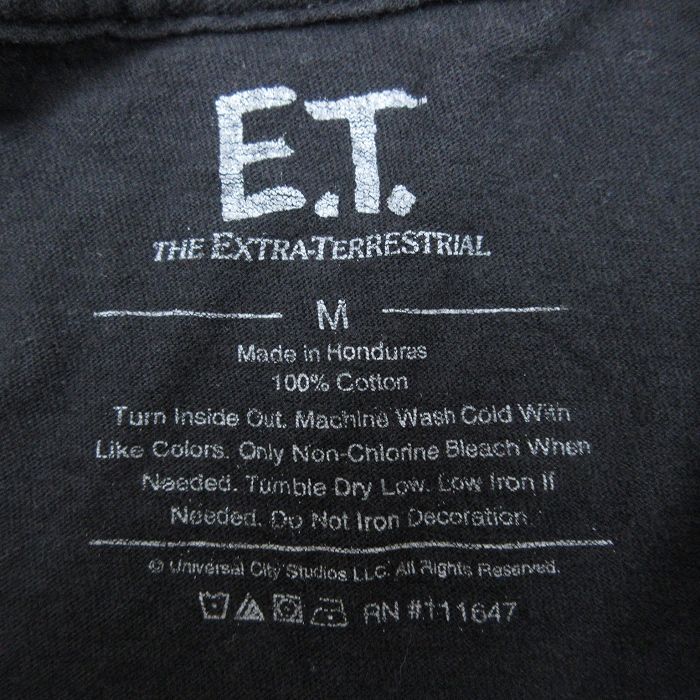 E.T.
THE EXTRA-TERRESTRIAL
M
Made in Honduras
100% Cotton
Turn Inside Out. Machine Wash Cold With
Like Colors. Only Non-Chlorine Bleach When
Needed. Tumble Dry Low. Low Iron If
Needed. Do Not Iron Decoration.
© Universal City Studios LLC. All Rights Reserved.
RN #111647